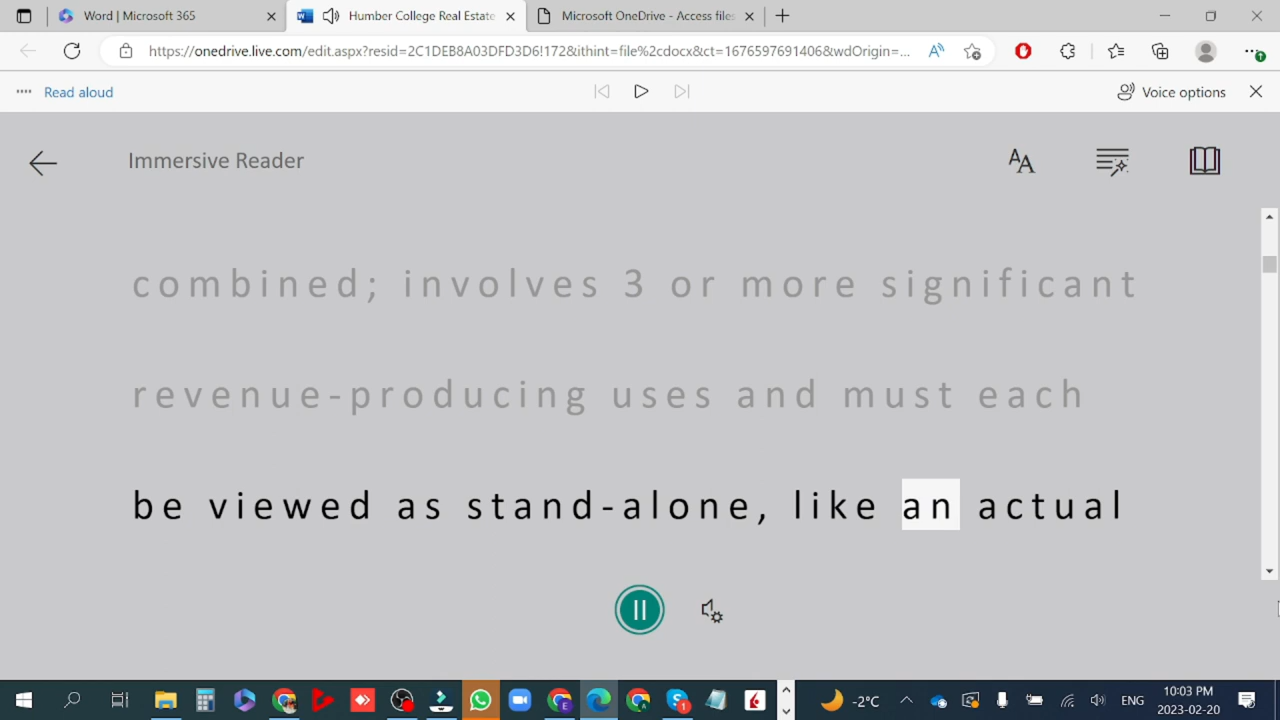 Word | Microsoft 365
Humber College Real Estate
Microsoft OneDrive - Access files
https://onedrive.live.com/edit.aspx?resid=2C1DEB8A03DFD3D6!172&ithint=file%2cdocx&ct=1676597691406&wdOrigin=...
Read aloud
Voice options
Immersive Reader
combined; involves 3 or more significant
revenue-producing uses and must each
be viewed as stand-alone, like an actual
-2°C
ENG
10:03 PM
2023-02-20